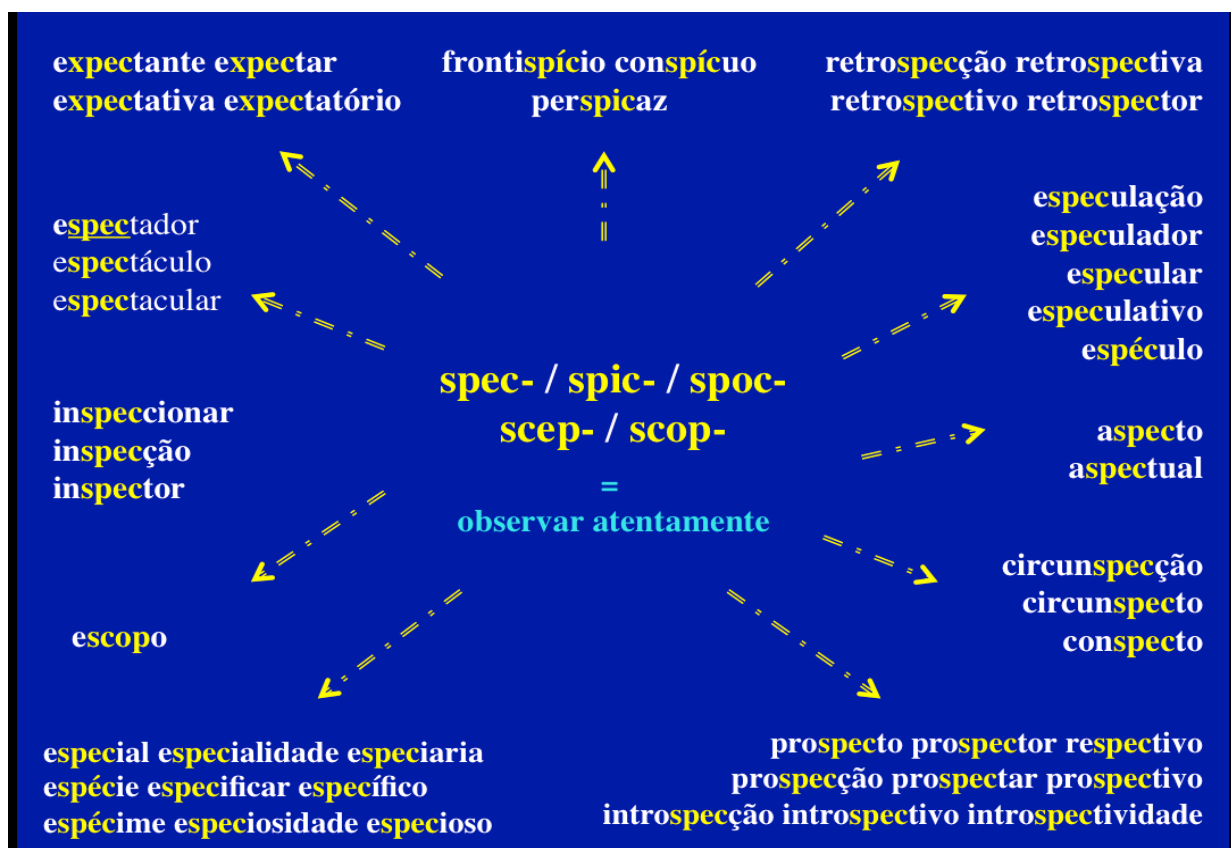 expectante expectar
expectativa expectatório
frontispício conspícuo
perspicaz
retrospecção retrospectiva
retrospectivo retrospector
espectador
espectáculo
espectacular
especulação
especulador
especular
especulativo
espéculo
spec- / spic- / spoc-
scep- / scop-
=
observar atentamente
inspeccionar
inspecção
inspector
aspecto
aspectual
circunspecção
circunspecto
conspecto
escopo
especial especialidade especiaria
espécie especificar específico
espécime especiosidade especioso
prospecto prospector respectivo
prospecção prospectar prospectivo
introspecção introspectivo introspectividade